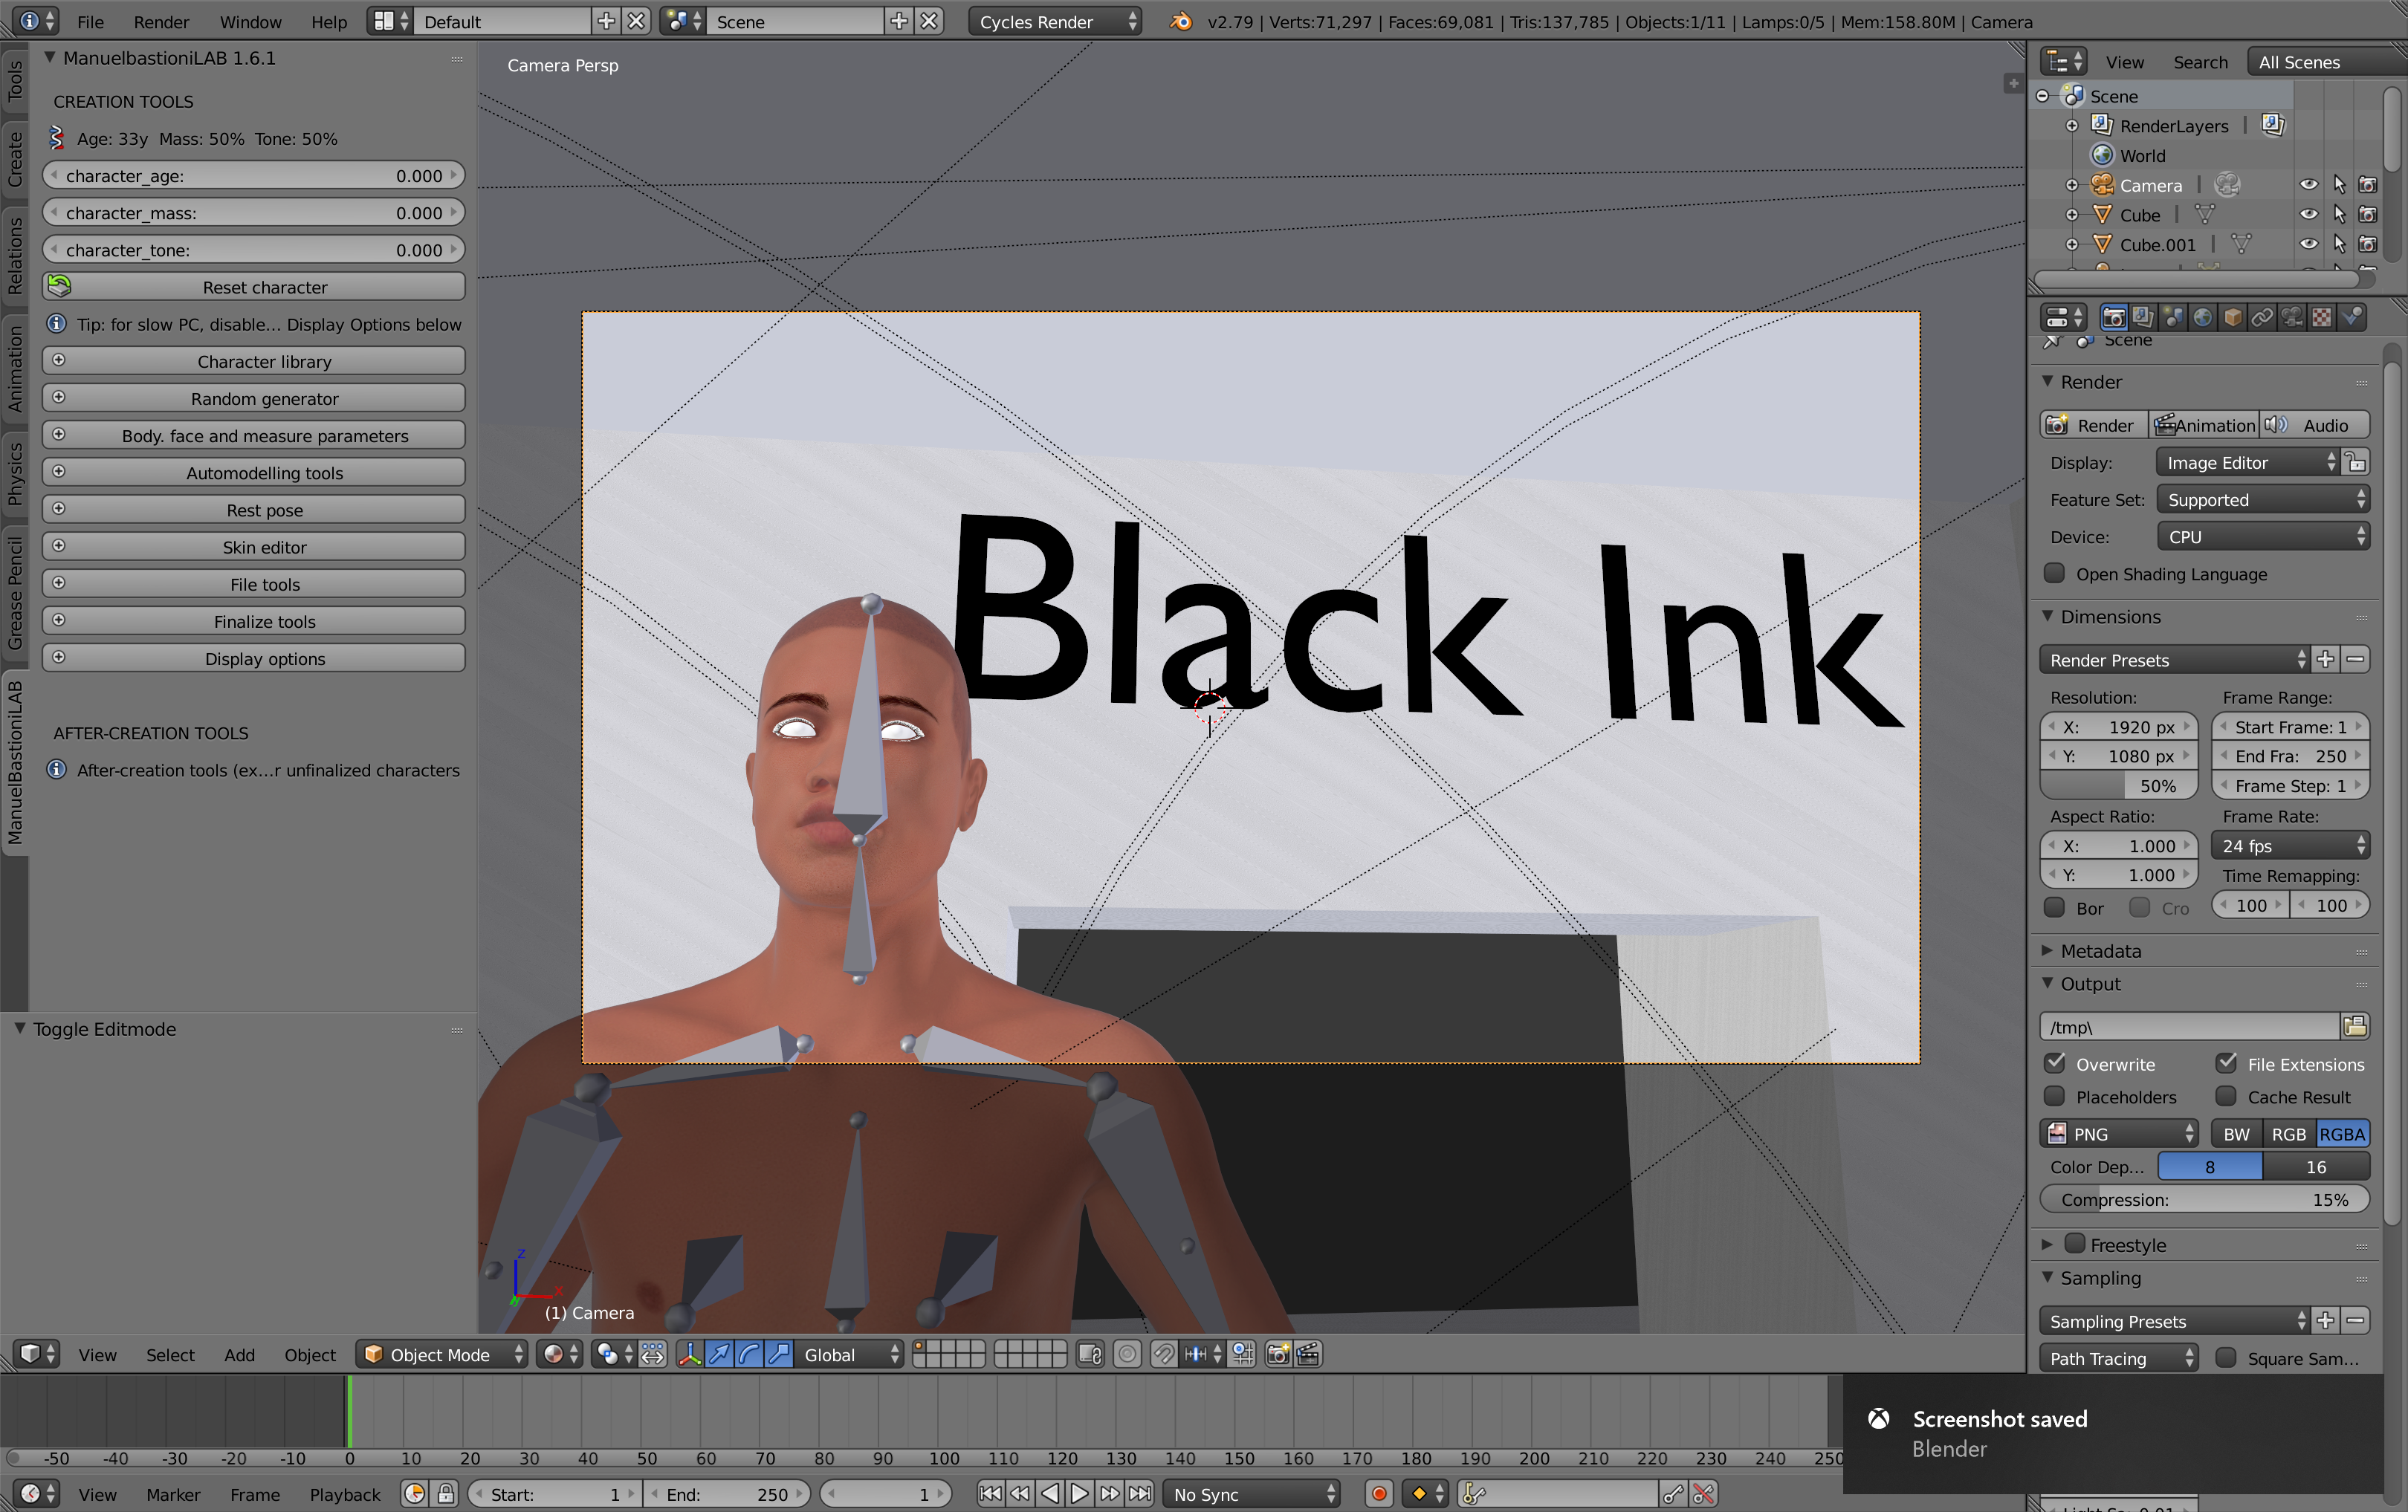 File Render Window Help Default Scene Cycles Render v2.79 | Verts:71,297 | Faces:69,081 | Tris:137,785 | Objects:1/11 | Lamps:0/5 | Mem:158.80M | Camera
Tools
Create
Relations
Animation
Physics
Grease Pencil
ManuelBastioniLAB
ManuelbastioniLAB 1.6.1
CREATION TOOLS
Age: 33y Mass: 50% Tone: 50%
character_age: 0.000
character_mass: 0.000
character_tone: 0.000
Reset character
Tip: for slow PC, disable... Display Options below
Character library
Random generator
Body. face and measure parameters
Automodelling tools
Rest pose
Skin editor
File tools
Finalize tools
Display options
AFTER-CREATION TOOLS
After-creation tools (ex...r unfinalized characters
Toggle Editmode
Camera Persp
Black Ink
z
x
y
(1) Camera
View Search All Scenes
Scene
RenderLayers |
World
Camera |
Cube |
Cube.001 |
Scene
Render
Render Animation Audio
Display: Image Editor
Feature Set: Supported
Device: CPU
Open Shading Language
Dimensions
Render Presets
Resolution: Frame Range:
X: 1920 px Start Frame: 1
Y: 1080 px End Fra: 250
50% Frame Step: 1
Aspect Ratio: Frame Rate:
X: 1.000 24 fps
Y: 1.000 Time Remapping:
Bor Cro 100 100
Metadata
Output
/tmp\
Overwrite File Extensions
Placeholders Cache Result
PNG BW RGB RGBA
Color Dep... 8 16
Compression: 15%
Freestyle
Sampling
Sampling Presets
Path Tracing Square Sam...
View Select Add Object Object Mode Global
-50 -40 -30 -20 -10 0 10 20 30 40 50 60 70 80 90 100 110 120 130 140 150 160 170 180 190 200 210 220 230 240
Screenshot saved
Blender
View Marker Frame Playback Start: 1 End: 250 1 No Sync